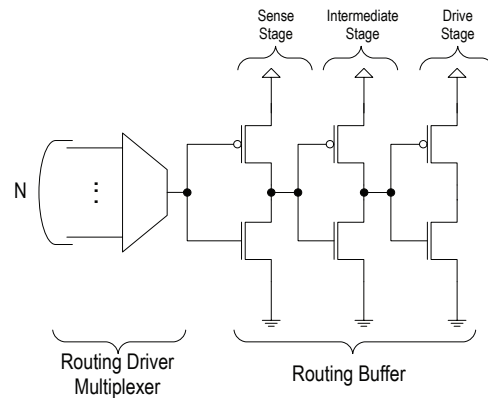 Sense
Stage
Intermediate
Stage
Drive
Stage
N
...
Routing Driver
Multiplexer
Routing Buffer